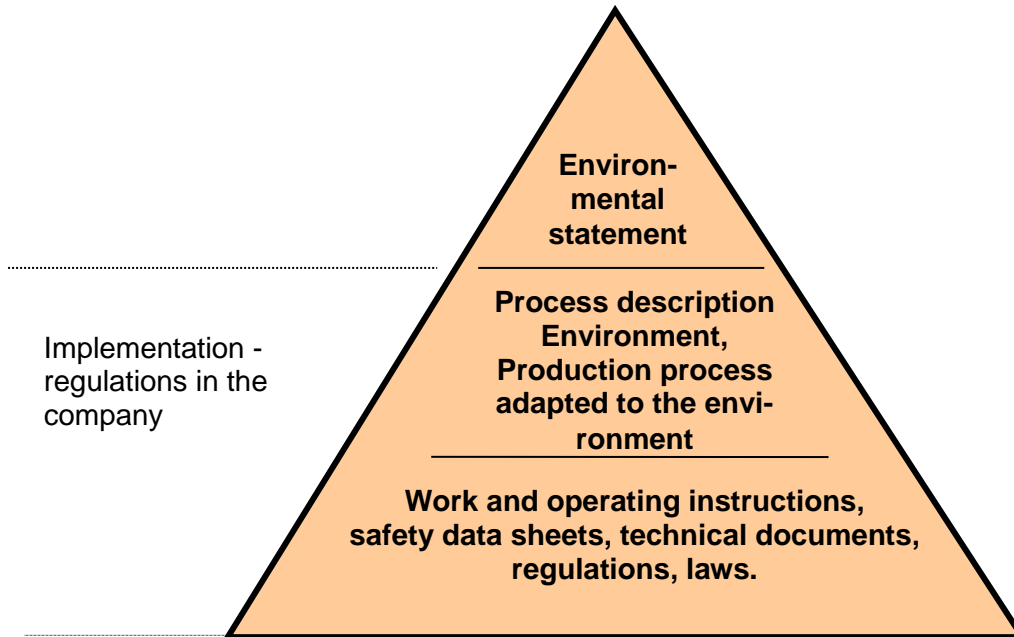 Environ-
mental
statement
Process description
Environment,
Production process
adapted to the envi-
ronment
Implementation -
regulations in the
company
Work and operating instructions,
safety data sheets, technical documents,
regulations, laws.